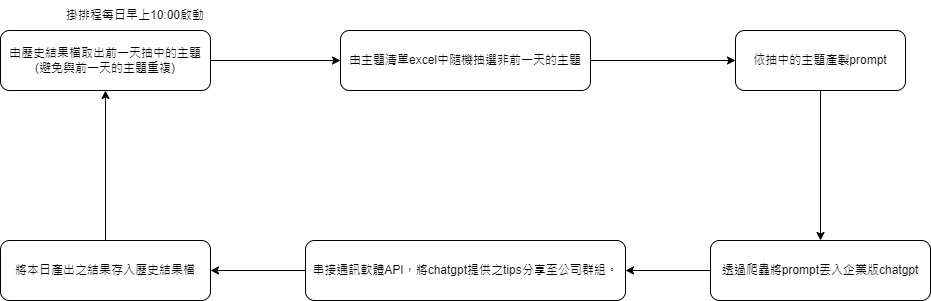 掛排程每日早上10:00啟動
由歷史結果檔取出前一天抽中的主題
(避免與前一天的主題重複)
由主題清單excel中隨機抽選非前一天的主題
依抽中的主題產製prompt
透過爬蟲將prompt丟入企業版chatgpt
串接通訊軟體API，將chatgpt提供之tips分享至公司群組。
將本日產出之結果存入歷史結果檔